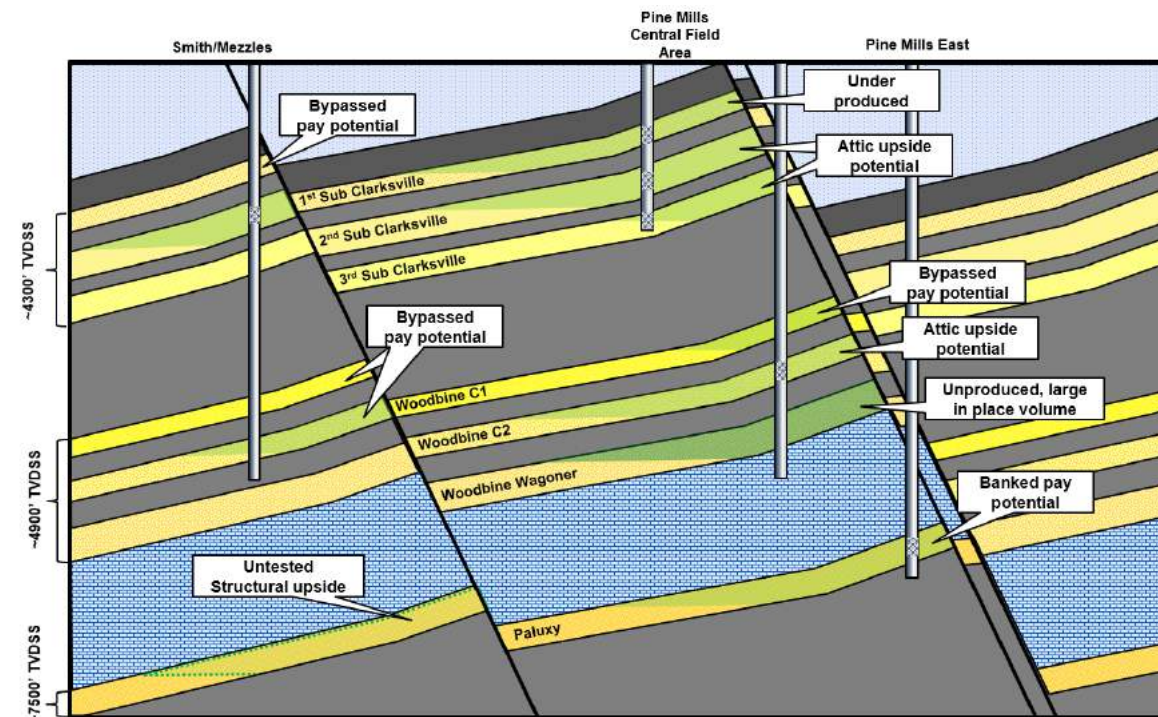 Smith/Mezzles
Pine Mills
Central Field
Area
Pine Mills East
Under
produced
Bypassed
pay potential
Attic upside
potential
1st Sub Clarksville
2nd Sub Clarksville
3rd Sub Clarksville
~4300' TVDSS
Bypassed
pay potential
Bypassed
pay potential
Attic upside
potential
Unproduced, large
in place volume
Woodbine C1
Woodbine C2
Woodbine Wagoner
~4900' TVDSS
Banked pay
potential
Untested
Structural upside
Paluxy
~7500' TVDSS